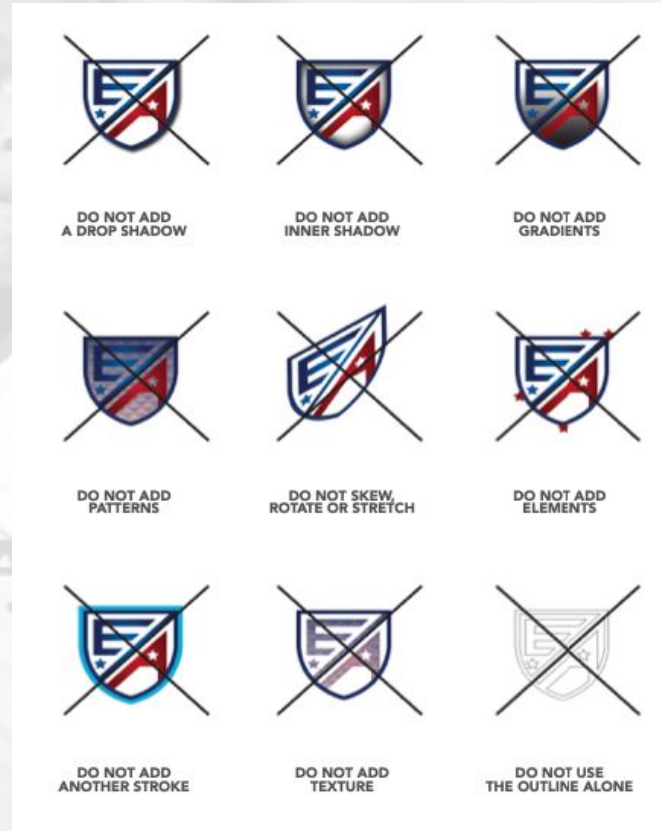 DO NOT ADD
A DROP SHADOW
DO NOT ADD
INNER SHADOW
DO NOT ADD
GRADIENTS
DO NOT ADD
PATTERNS
DO NOT SKEW,
ROTATE OR STRETCH
DO NOT ADD
ELEMENTS
DO NOT ADD
ANOTHER STROKE
DO NOT ADD
TEXTURE
DO NOT USE
THE OUTLINE ALONE